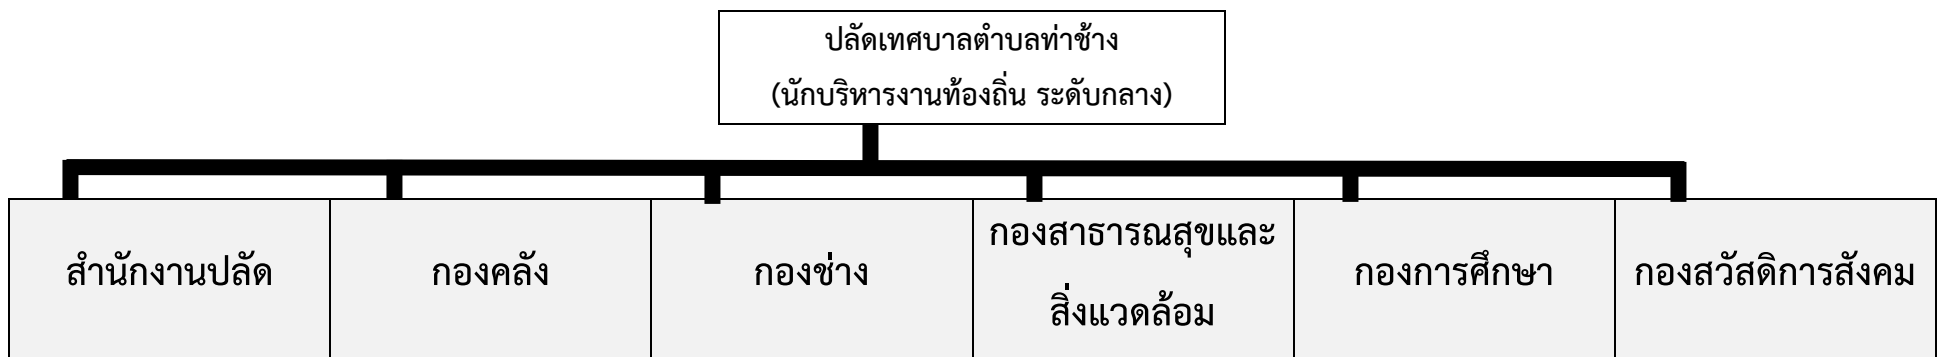 ปลัดเทศบาลตำบลท่าช้าง
(นักบริหารงานท้องถิ่น ระดับกลาง)
สำนักงานปลัด
กองคลัง
กองช่าง
กองสาธารณสุขและ
สิ่งแวดล้อม
กองการศึกษา
กองสวัสดิการสังคม